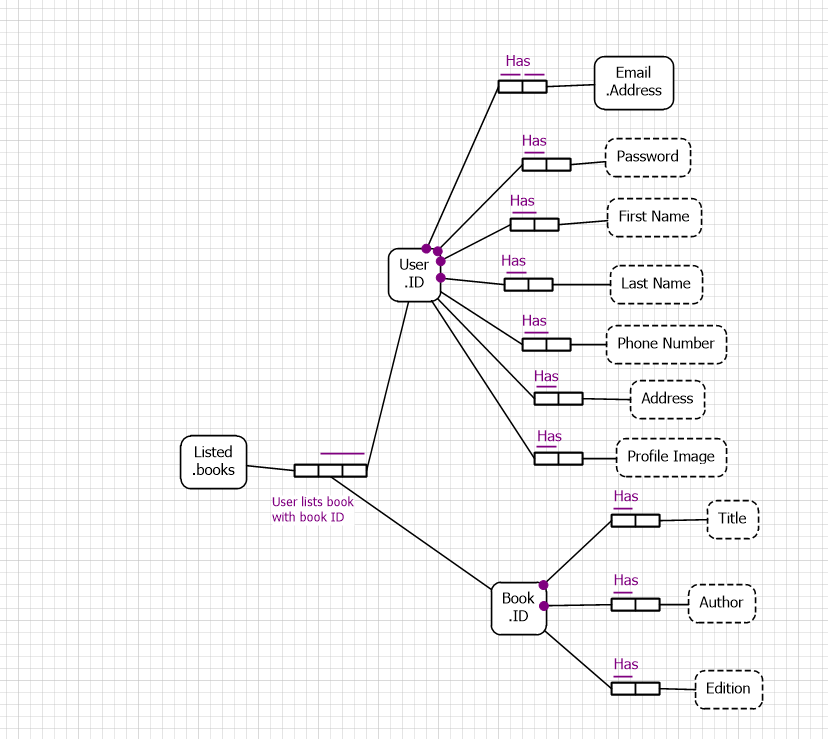 Has
Email
.Address
Has
Password
Has
First Name
User
.ID
Has
Last Name
Has
Phone Number
Has
Address
Has
Profile Image
Listed
.books
User lists book
with book ID
Has
Title
Book
.ID
Has
Author
Has
Edition